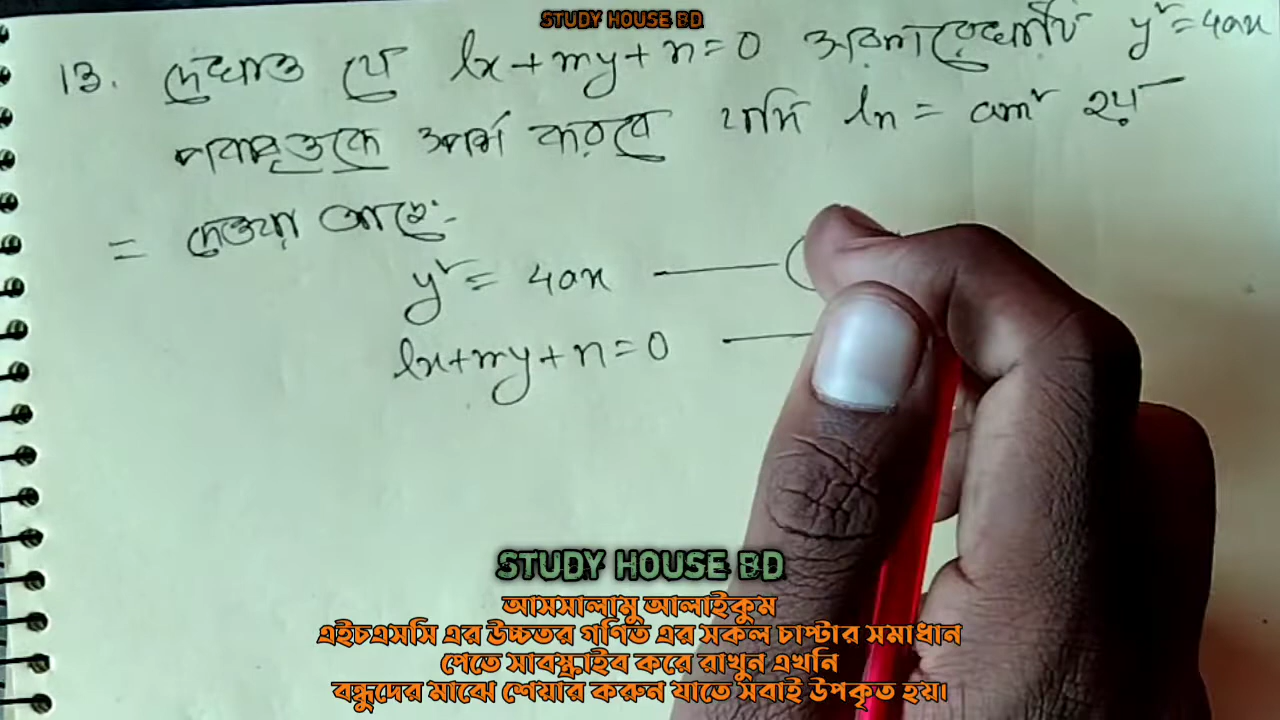 STUDY HOUSE BD
13. দেখাও যে lx+my+n=0 সরলরেখাটি y²=4ax
পরাবৃত্তকে স্পর্শ করবে যদি ln = am² হয়
= দেওয়া আছে:-
y² = 4ax
lx+my+n=0
STUDY HOUSE BD
আসসালামু আলাইকুম
এইচএসসি এর উচ্চতর গণিত এর সকল চাপ্টার সমাধান
পেতে সাবস্ক্রাইব করে রাখুন এখনি
বন্ধুদের মাঝে শেয়ার করুন যাতে সবাই উপকৃত হয়।